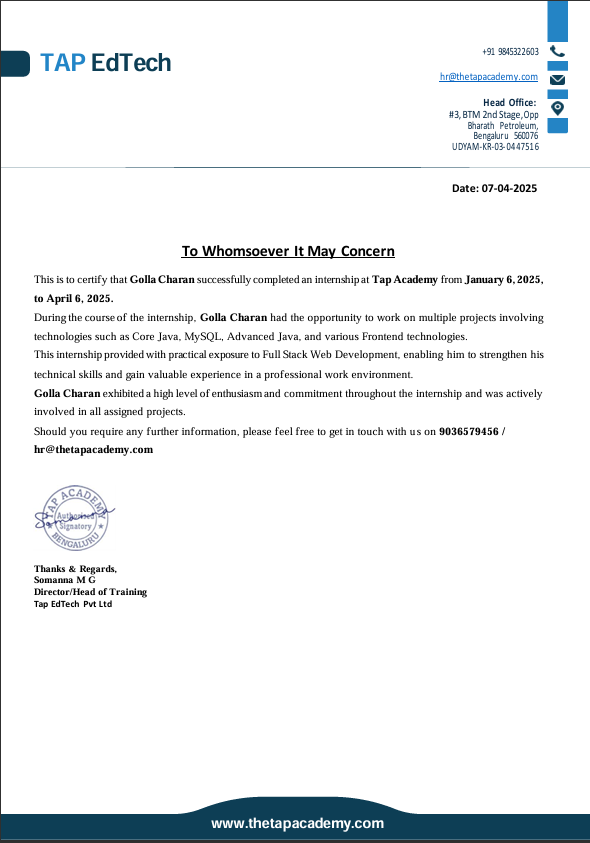 TAP EdTech
+91 9845322603
hr@thetapacademy.com
Head Office:
#3, BTM 2nd Stage,Opp
Bharath Petroleum,
Bengaluru 560076
UDYAM-KR-03-0447516
Date: 07-04-2025
To Whomsoever It May Concern
This is to certify that Golla Charan successfully completed an internship at Tap Academy from January 6, 2025,
to April 6, 2025.
During the course of the internship, Golla Charan had the opportunity to work on multiple projects involving
technologies such as Core Java, MySQL, Advanced Java, and various Frontend technologies.
This internship provided with practical exposure to Full Stack Web Development, enabling him to strengthen his
technical skills and gain valuable experience in a professional work environment.
Golla Charan exhibited a high level of enthusiasm and commitment throughout the internship and was actively
involved in all assigned projects.
Should you require any further information, please feel free to get in touch with us on 9036579456 /
hr@thetapacademy.com
TAP ACADEMY
Authorised
Signatory
BENGALURU
Thanks & Regards,
Somanna M G
Director/Head of Training
Tap EdTech Pvt Ltd
www.thetapacademy.com